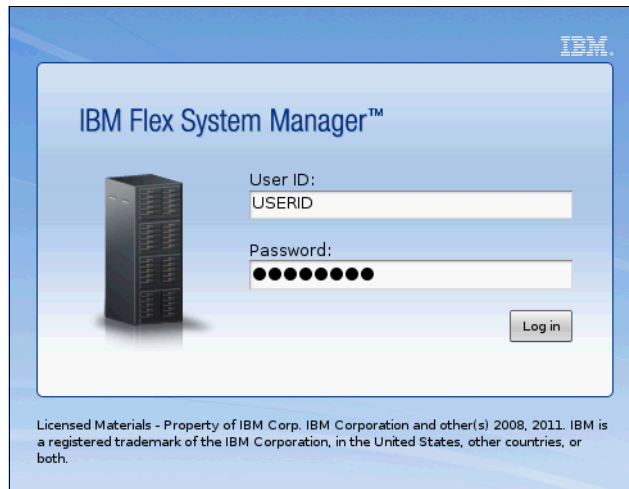 IBM.
IBM Flex System Manager™
User ID:
USERID
Password:
●●●●●●●●
Log in
Licensed Materials - Property of IBM Corp. IBM Corporation and other(s) 2008, 2011. IBM is
a registered trademark of the IBM Corporation, in the United States, other countries, or
both.